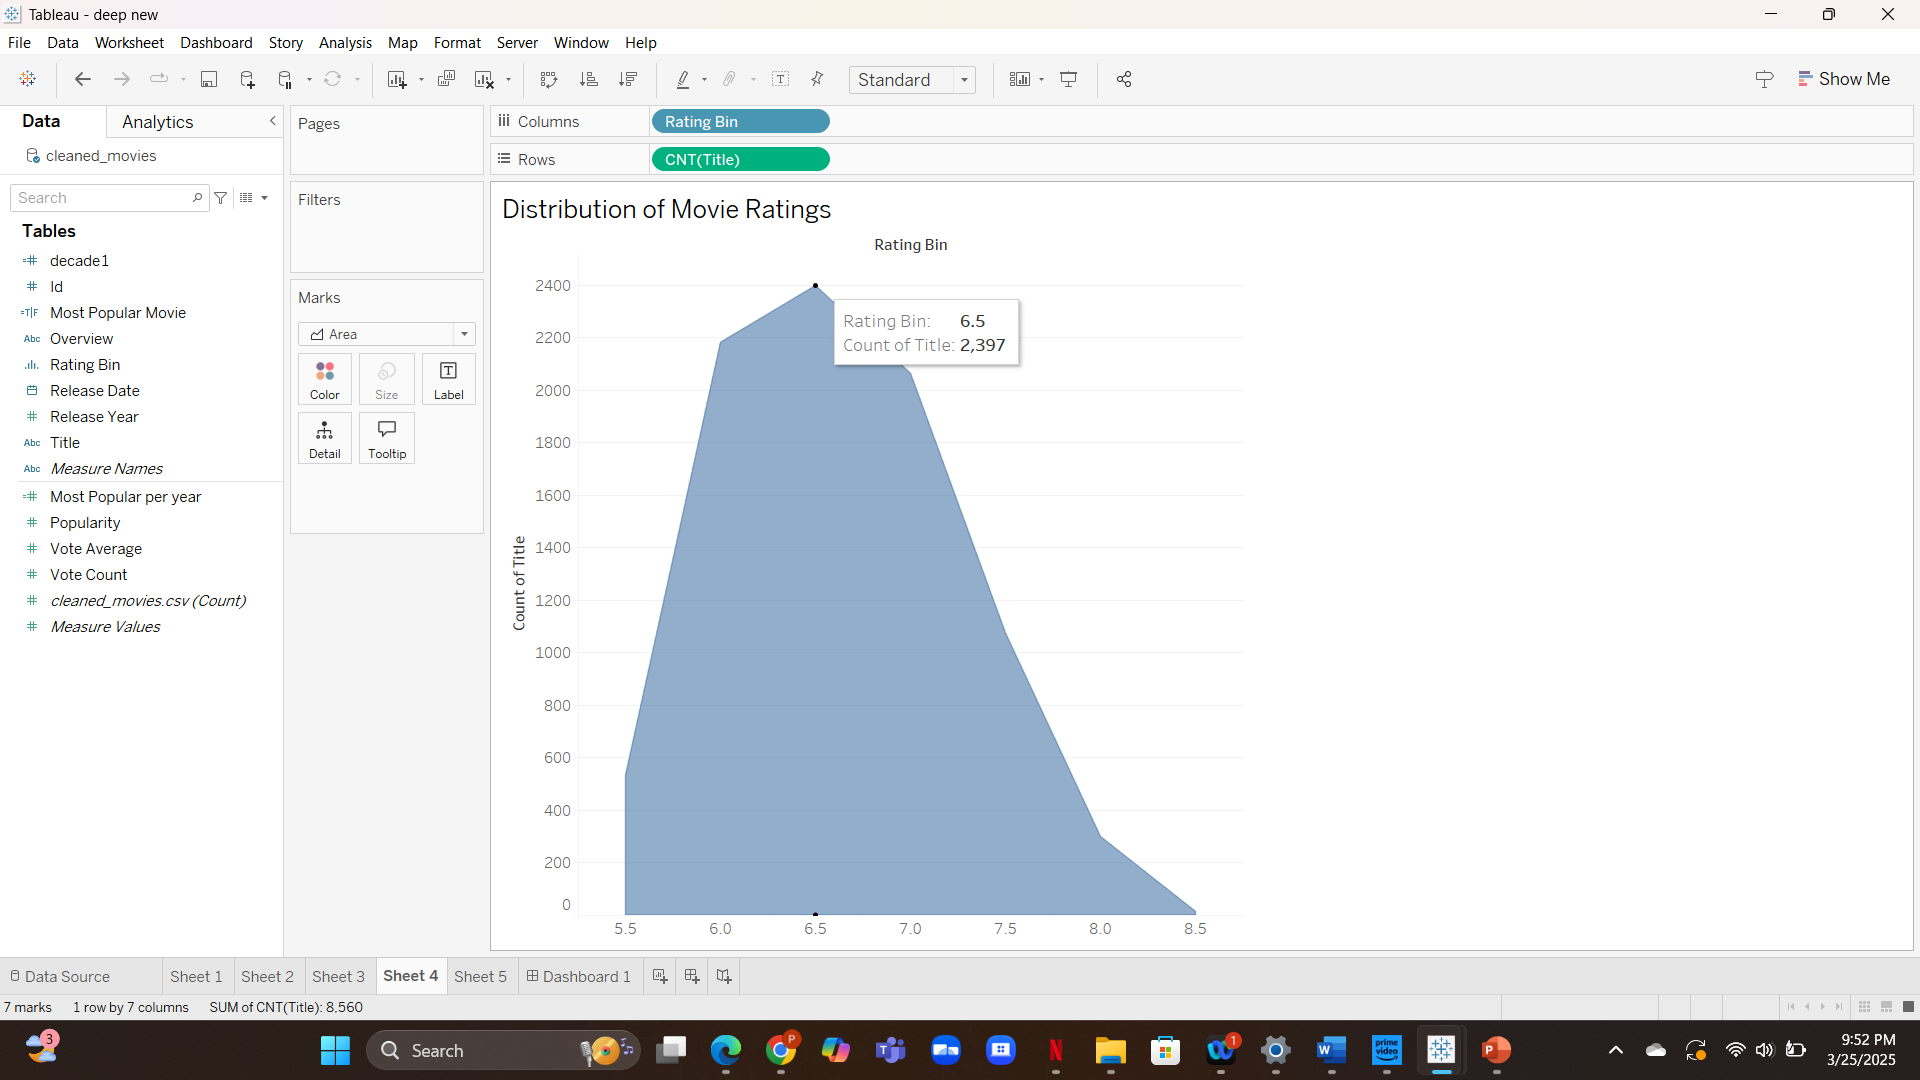 Tableau - deep new
File Data Worksheet Dashboard Story Analysis Map Format Server Window Help
Standard
Show Me
Data
Analytics
cleaned_movies
Search
Tables
decade1
Id
=T|F Most Popular Movie
Abc Overview
Rating Bin
Release Date
Release Year
Abc Title
Abc Measure Names
Most Popular per year
Popularity
Vote Average
Vote Count
cleaned_movies.csv (Count)
Measure Values
Pages
Filters
Marks
Area
Color
Size
Label
Detail
Tooltip
Columns
Rating Bin
Rows
CNT(Title)
Distribution of Movie Ratings
Rating Bin
2400
2200
2000
1800
1600
1400
1200
1000
800
600
400
200
0
Count of Title
Rating Bin: 6.5
Count of Title: 2,397
5.5 6.0 6.5 7.0 7.5 8.0 8.5
Data Source
Sheet 1
Sheet 2
Sheet 3
Sheet 4
Sheet 5
Dashboard 1
7 marks 1 row by 7 columns SUM of CNT(Title): 8,560
3
Search
P
N
W
prime video
1
P
9:52 PM
3/25/2025